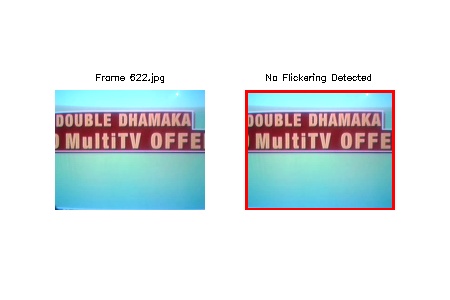 Frame 622.jpg
No Flickering Detected
DOUBLE DHAMAKA
MultiTV OFFE
DOUBLE DHAMAKA
MultiTV OFFE